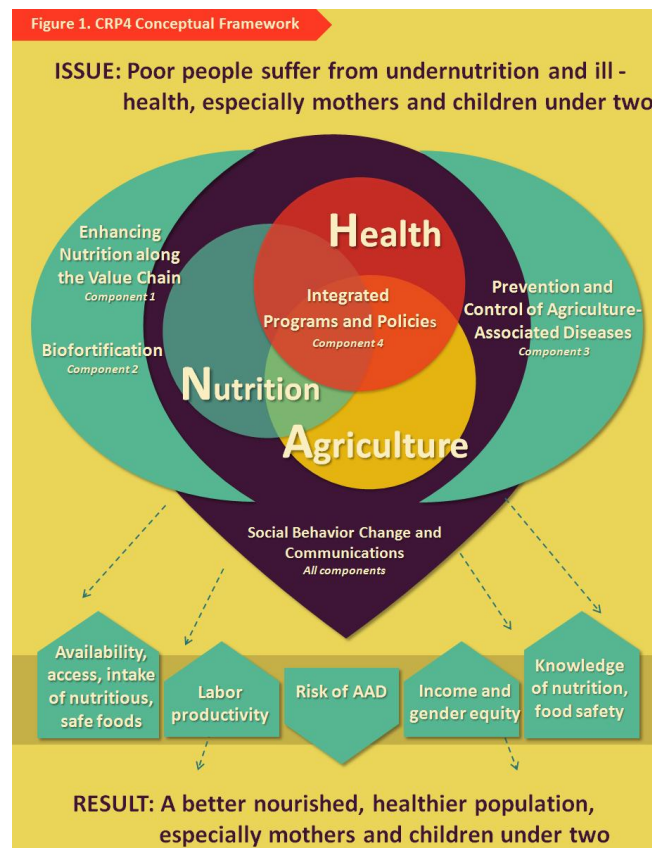 Figure 1. CRP4 Conceptual Framework
ISSUE: Poor people suffer from undernutrition and ill -
health, especially mothers and children under two
Health
Enhancing
Nutrition along
the Value Chain
Component 1
Biofortification
Component 2
Integrated
Programs and Policies
Component 4
Prevention and
Control of Agriculture-
Associated Diseases
Component 3
Nutrition
Agriculture
Social Behavior Change and
Communications
All components
Availability,
access, intake
of nutritious,
safe foods
Labor
productivity
Risk of AAD
Income and
gender equity
Knowledge
of nutrition,
food safety
RESULT: A better nourished, healthier population,
especially mothers and children under two